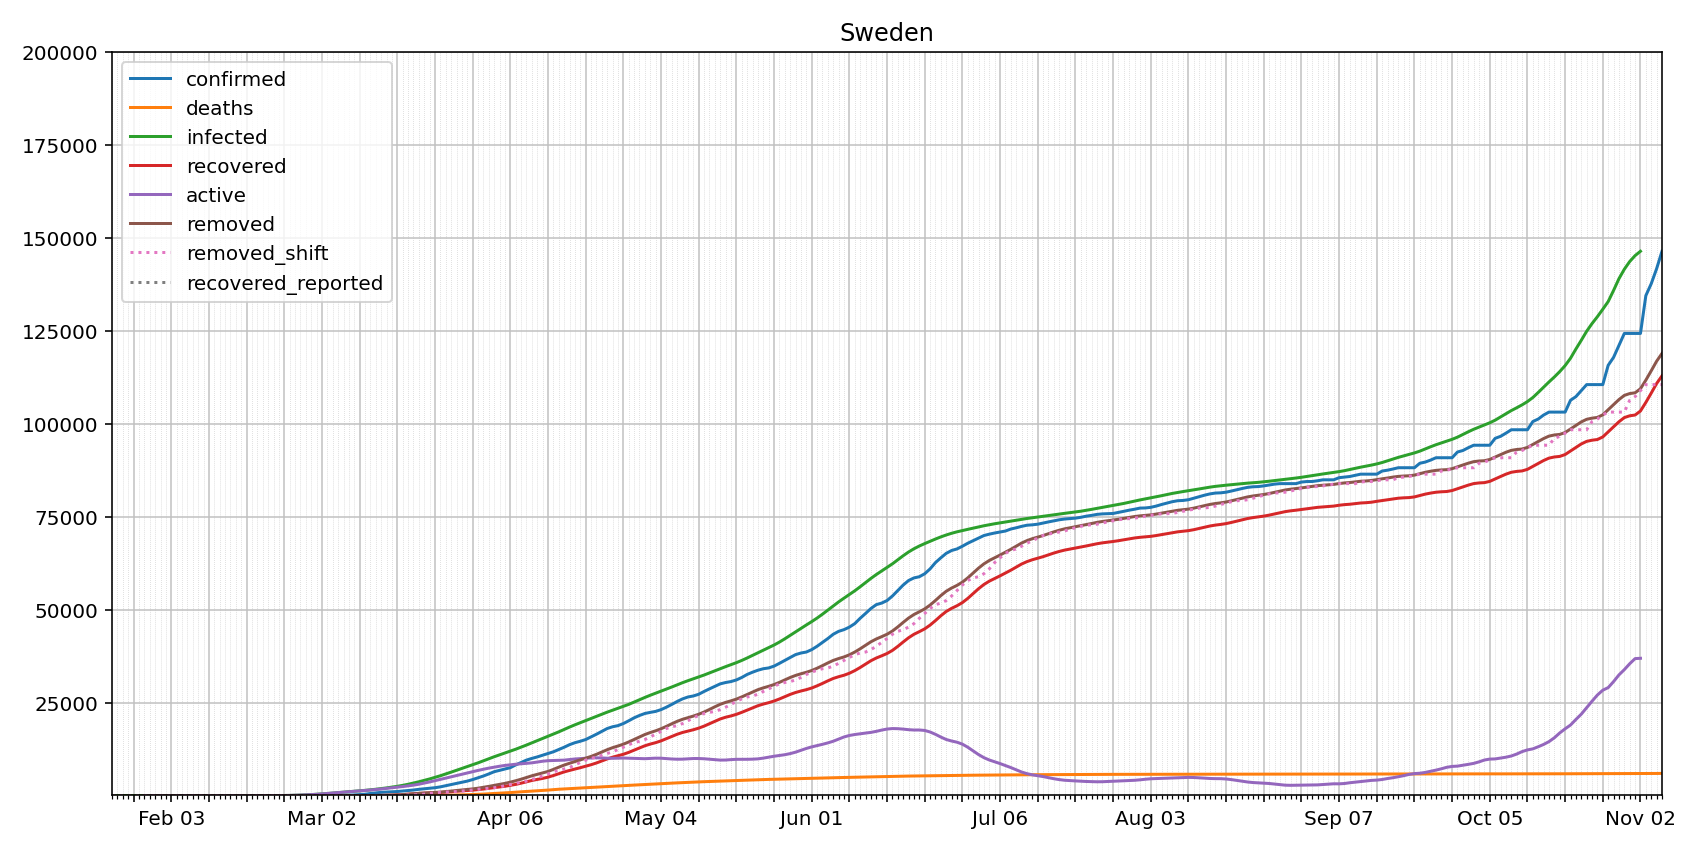 Sweden
200000
175000
150000
125000
100000
75000
50000
25000
confirmed
deaths
infected
recovered
active
removed
removed_shift
recovered_reported
Feb 03 Mar 02 Apr 06 May 04 Jun 01 Jul 06 Aug 03 Sep 07 Oct 05 Nov 02